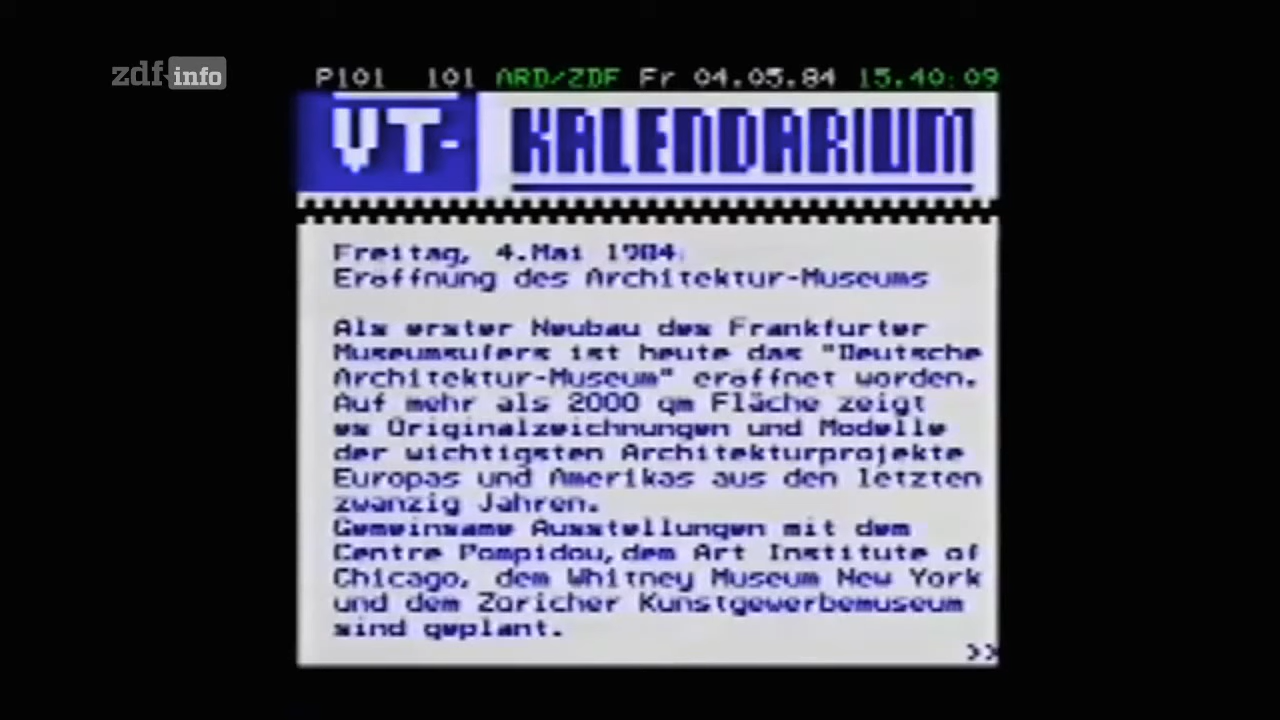 zdf info
P101 101 ARD/ZDF Fr 04.05.84 15.40:09
VT-KALENDARIUM
Freitag, 4.Mai 1984:
Eröffnung des Architektur-Museums
Als erster Neubau des Frankfurter
Museumsufers ist heute das "Deutsche
Architektur-Museum" eröffnet worden.
Auf mehr als 2000 qm Fläche zeigt
es Originalzeichnungen und Modelle
der wichtigsten Architekturprojekte
Europas und Amerikas aus den letzten
zwanzig Jahren.
Gemeinsame Ausstellungen mit dem
Centre Pompidou, dem Art Institute of
Chicago, dem Whitney Museum New York
und dem Züricher Kunstgewerbemuseum
sind geplant.
>>